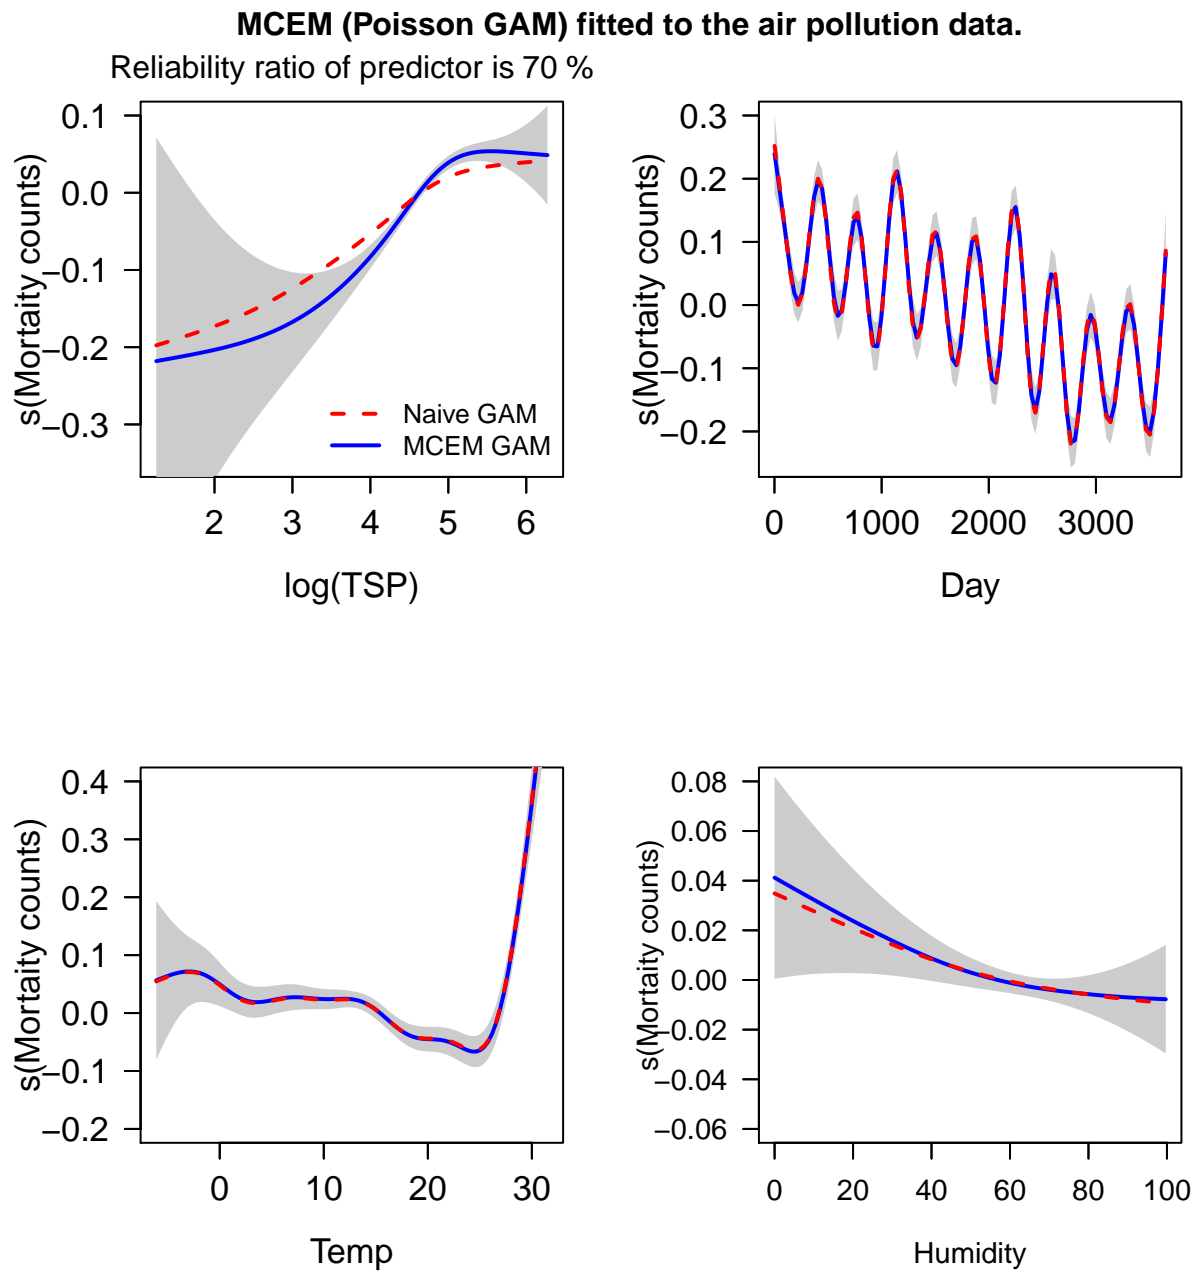 MCEM (Poisson GAM) fitted to the air pollution data.
Reliability ratio of predictor is 70 %
s(Mortaity counts)
0.1
0.0
−0.1
−0.2
−0.3
Naive GAM
MCEM GAM
2 3 4 5 6
log(TSP)
s(Mortaity counts)
0.3
0.2
0.1
0.0
−0.1
−0.2
0 1000 2000 3000
Day
s(Mortaity counts)
0.4
0.3
0.2
0.1
0.0
−0.1
−0.2
0 10 20 30
Temp
s(Mortaity counts)
0.08
0.06
0.04
0.02
0.00
−0.02
−0.04
−0.06
0 20 40 60 80 100
Humidity